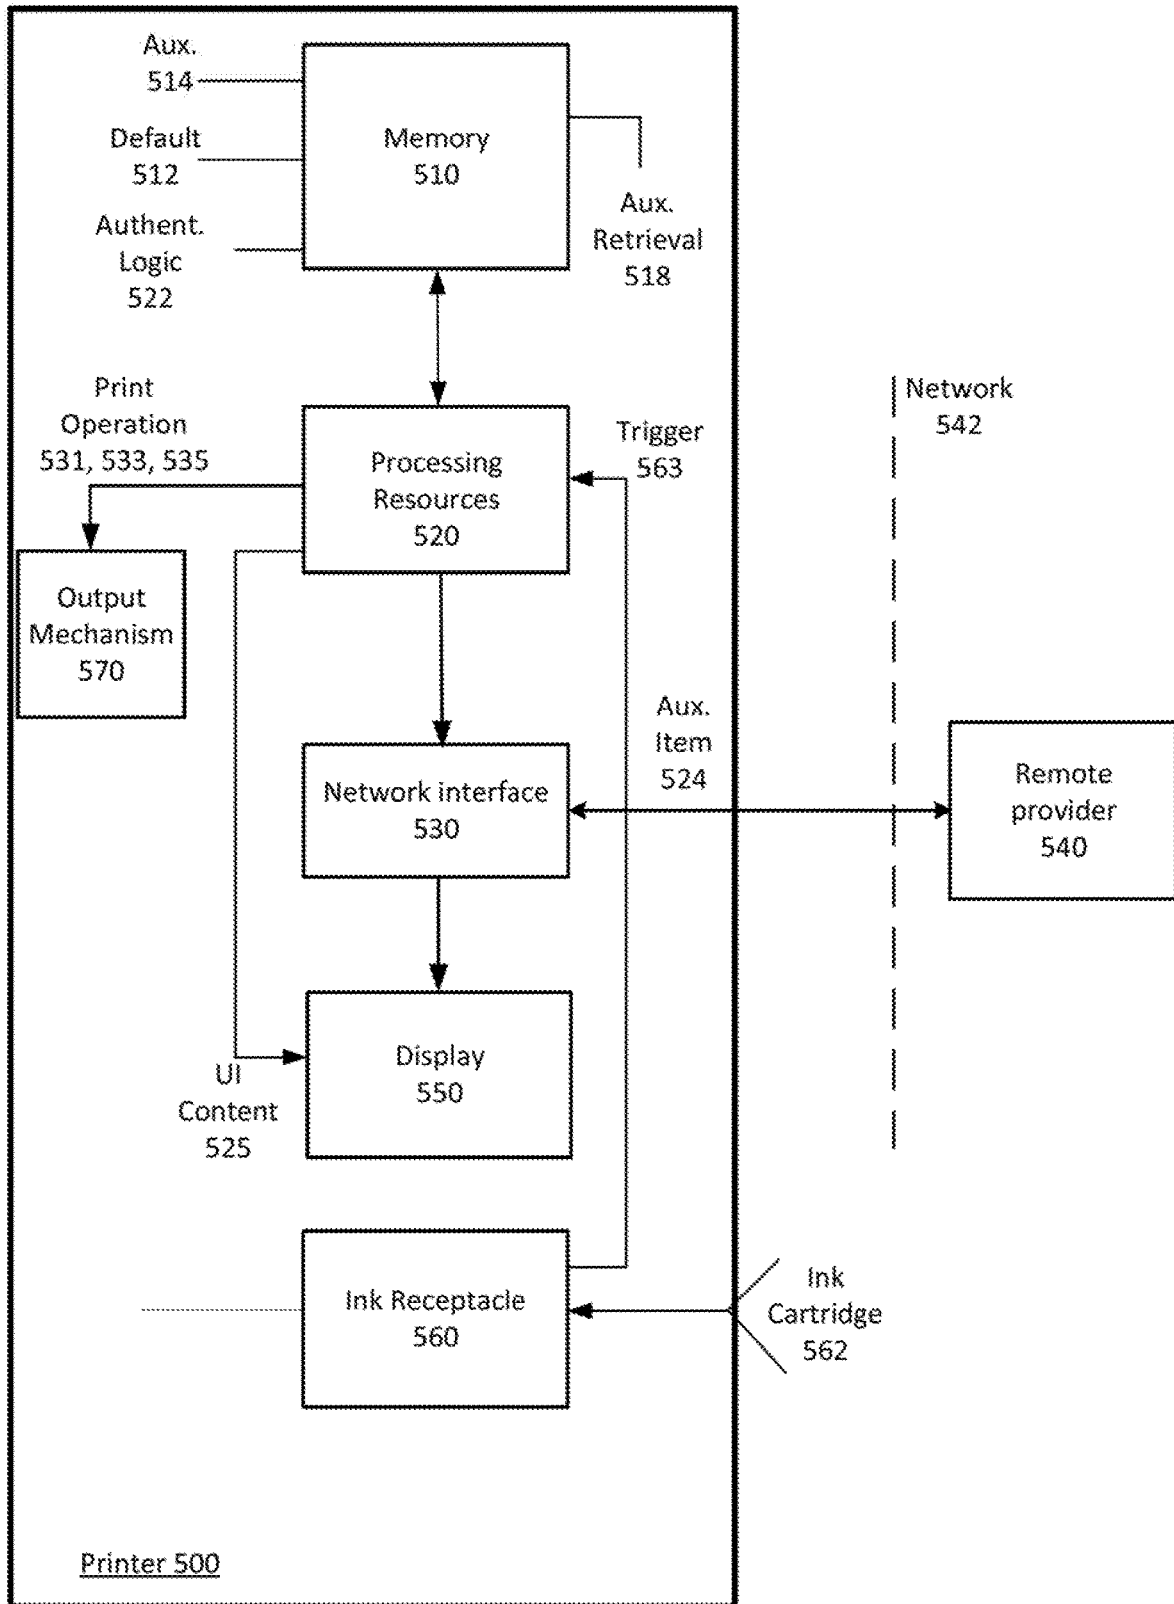 Aux.
514
Memory
510
Default
512
Authent.
Logic
522
Aux.
Retrieval
518
Print
Operation
531, 533, 535
Processing
Resources
520
Trigger
563
Network
542
Output
Mechanism
570
Network interface
530
Aux.
Item
524
Remote
provider
540
Display
550
UI
Content
525
Ink Receptacle
560
Ink
Cartridge
562
Printer 500